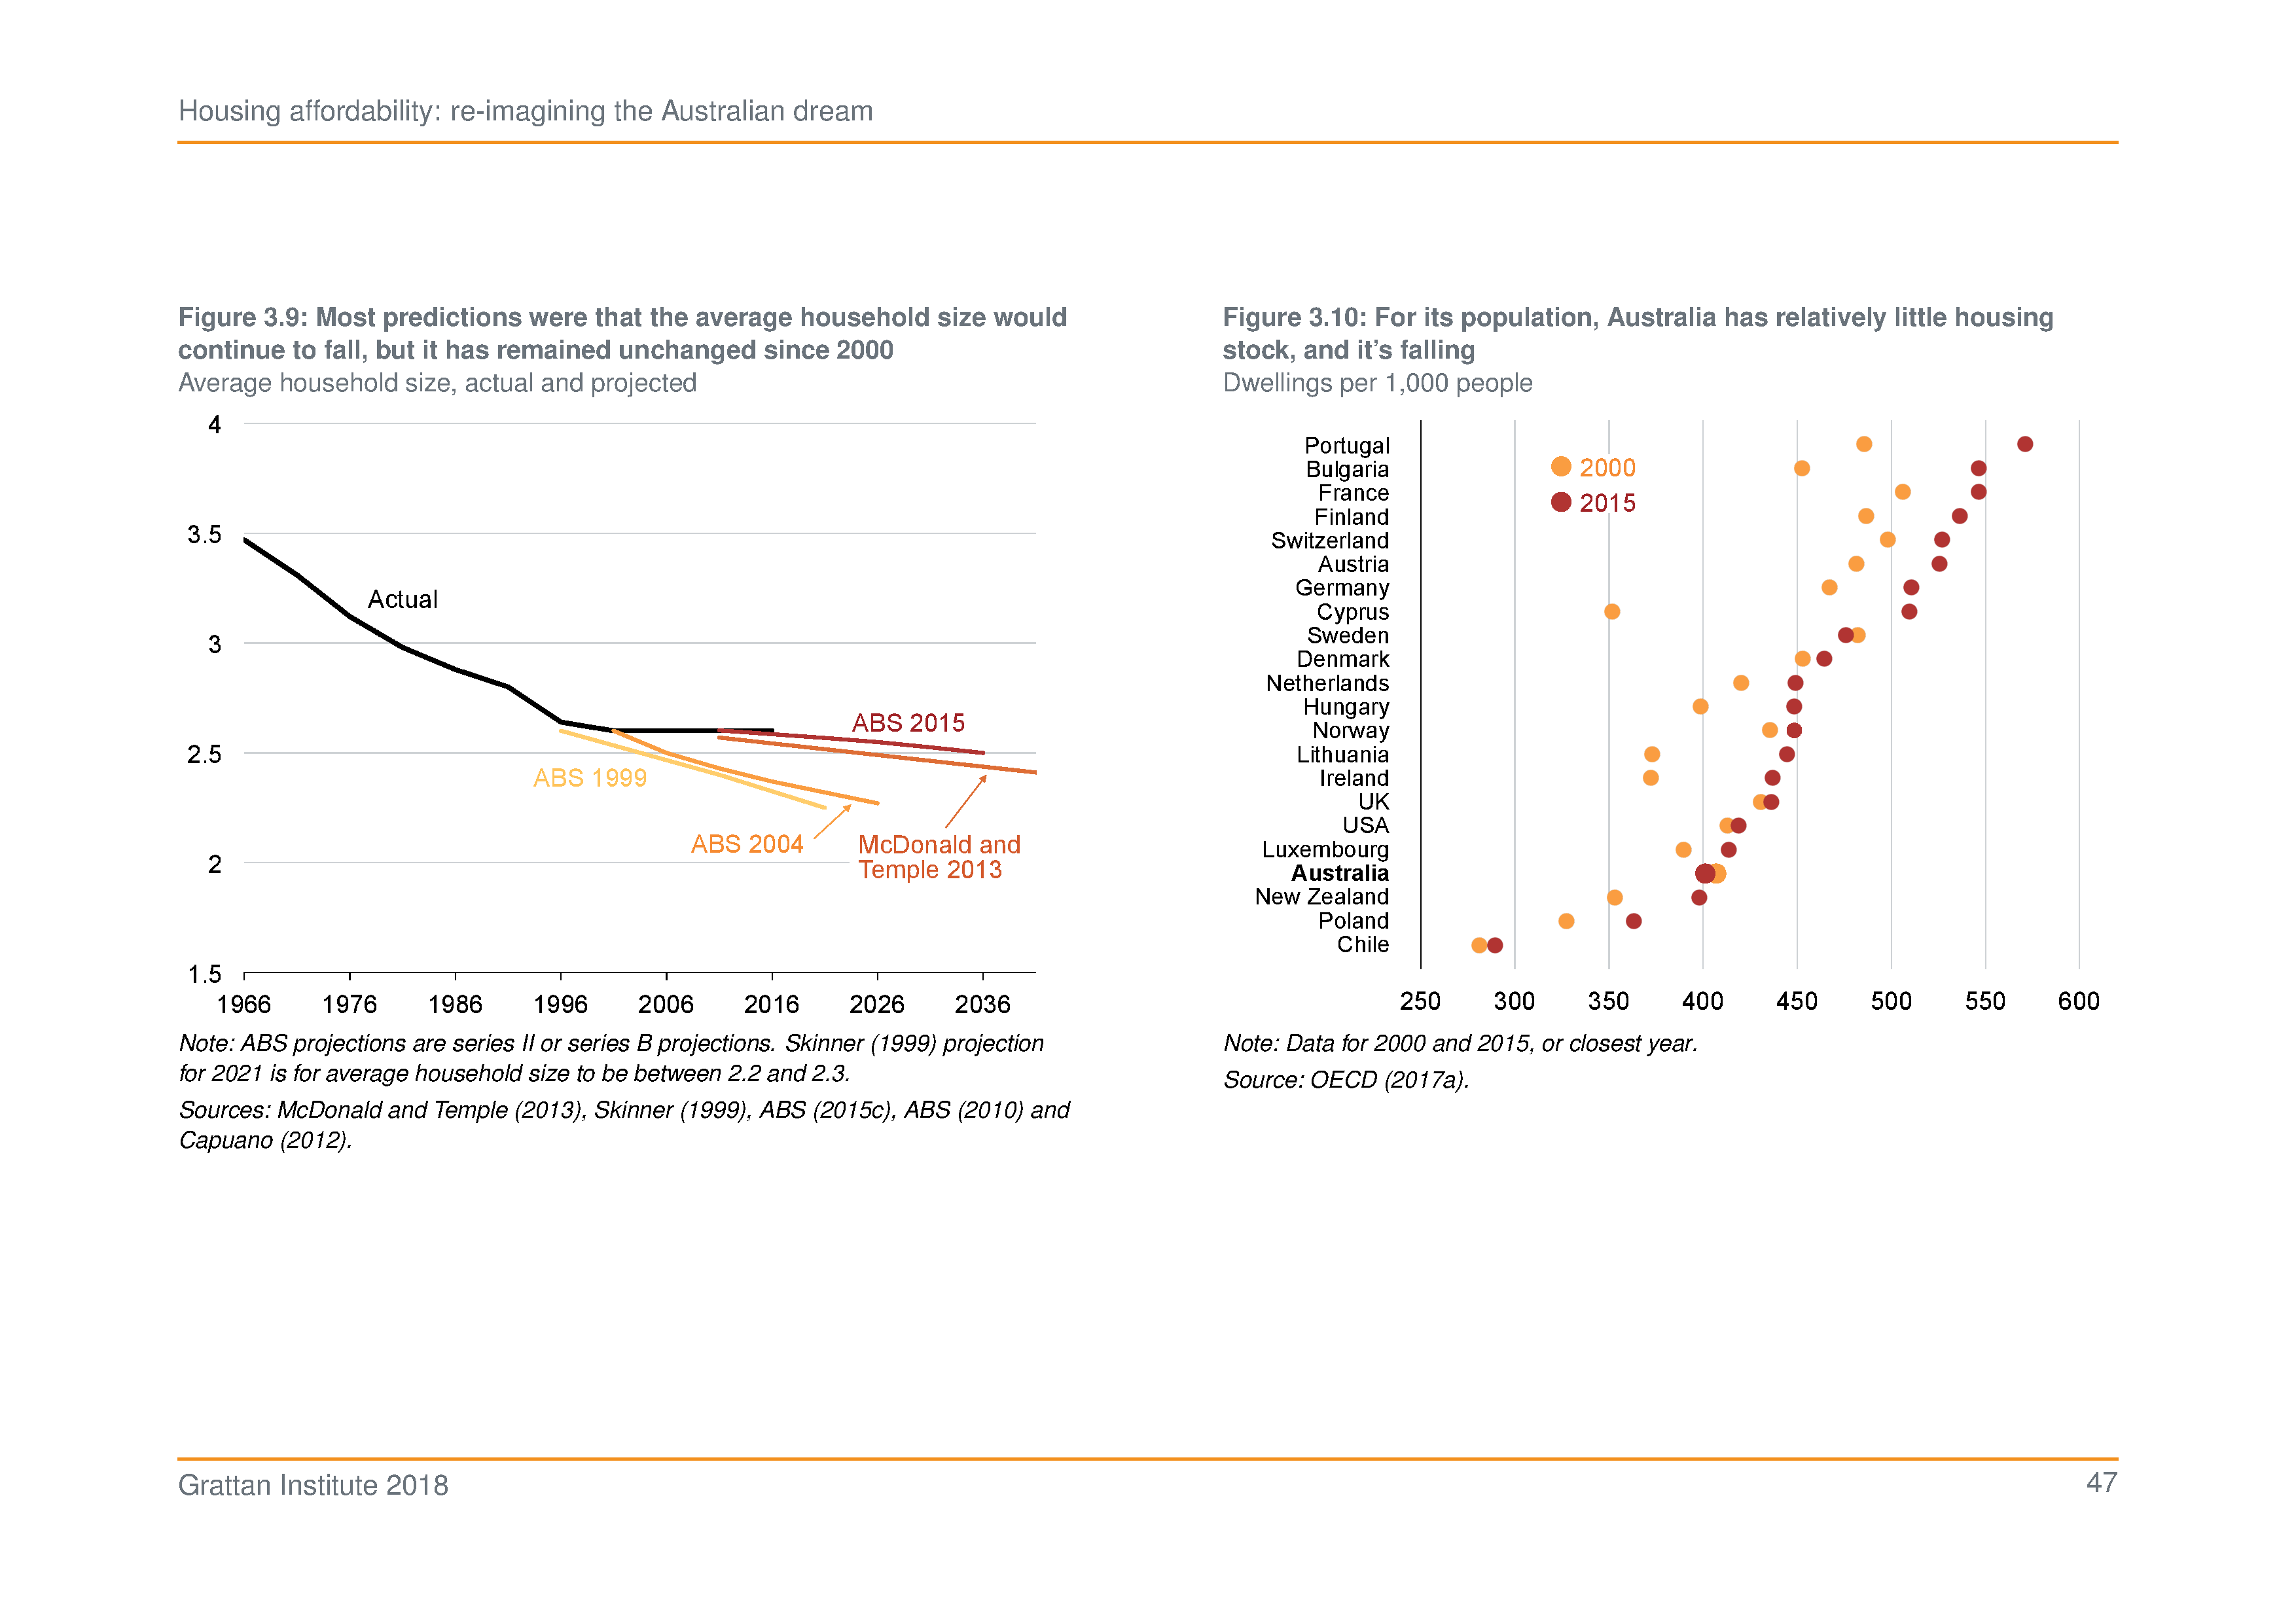 Housing affordability: re-imagining the Australian dream
Figure 3.9: Most predictions were that the average household size would
continue to fall, but it has remained unchanged since 2000
Average household size, actual and projected
4
3.5
3
2.5
2
1.5
Actual
ABS 2015
ABS 1999
ABS 2004
McDonald and
Temple 2013
1966 1976 1986 1996 2006 2016 2026 2036
Note: ABS projections are series II or series B projections. Skinner (1999) projection
for 2021 is for average household size to be between 2.2 and 2.3.
Sources: McDonald and Temple (2013), Skinner (1999), ABS (2015c), ABS (2010) and
Capuano (2012).
Figure 3.10: For its population, Australia has relatively little housing
stock, and it's falling
Dwellings per 1,000 people
Portugal
Bulgaria
France
Finland
Switzerland
Austria
Germany
Cyprus
Sweden
Denmark
Netherlands
Hungary
Norway
Lithuania
Ireland
UK
USA
Luxembourg
Australia
New Zealand
Poland
Chile
2000
2015
250 300 350 400 450 500 550 600
Note: Data for 2000 and 2015, or closest year.
Source: OECD (2017a).
Grattan Institute 2018
47